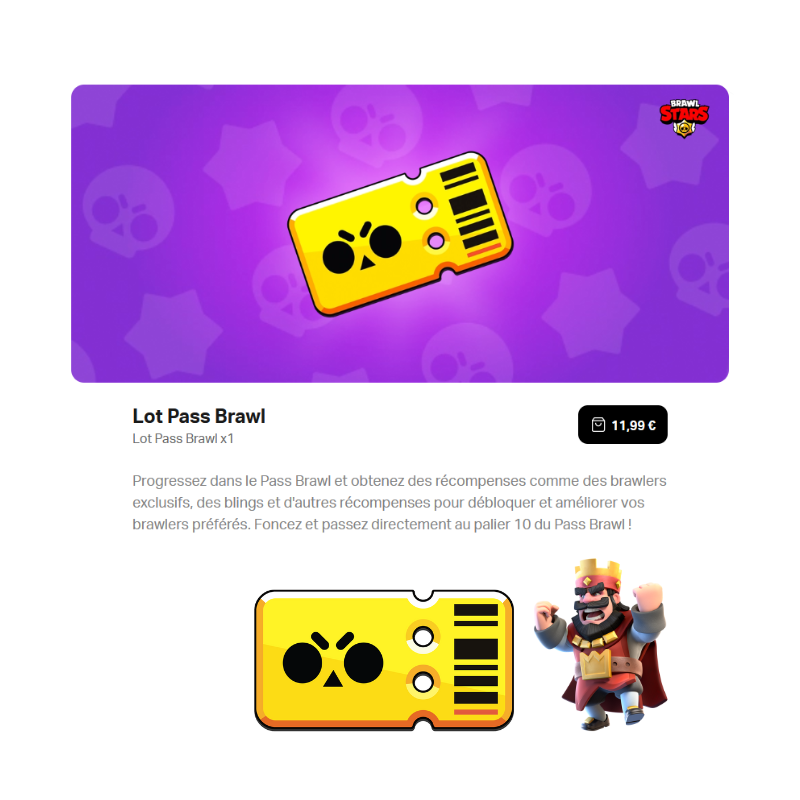 BRAWL
STARS
Lot Pass Brawl
Lot Pass Brawl x1
11,99 €
Progressez dans le Pass Brawl et obtenez des récompenses comme des brawlers
exclusifs, des blings et d'autres récompenses pour débloquer et améliorer vos
brawlers préférés. Foncez et passez directement au palier 10 du Pass Brawl !